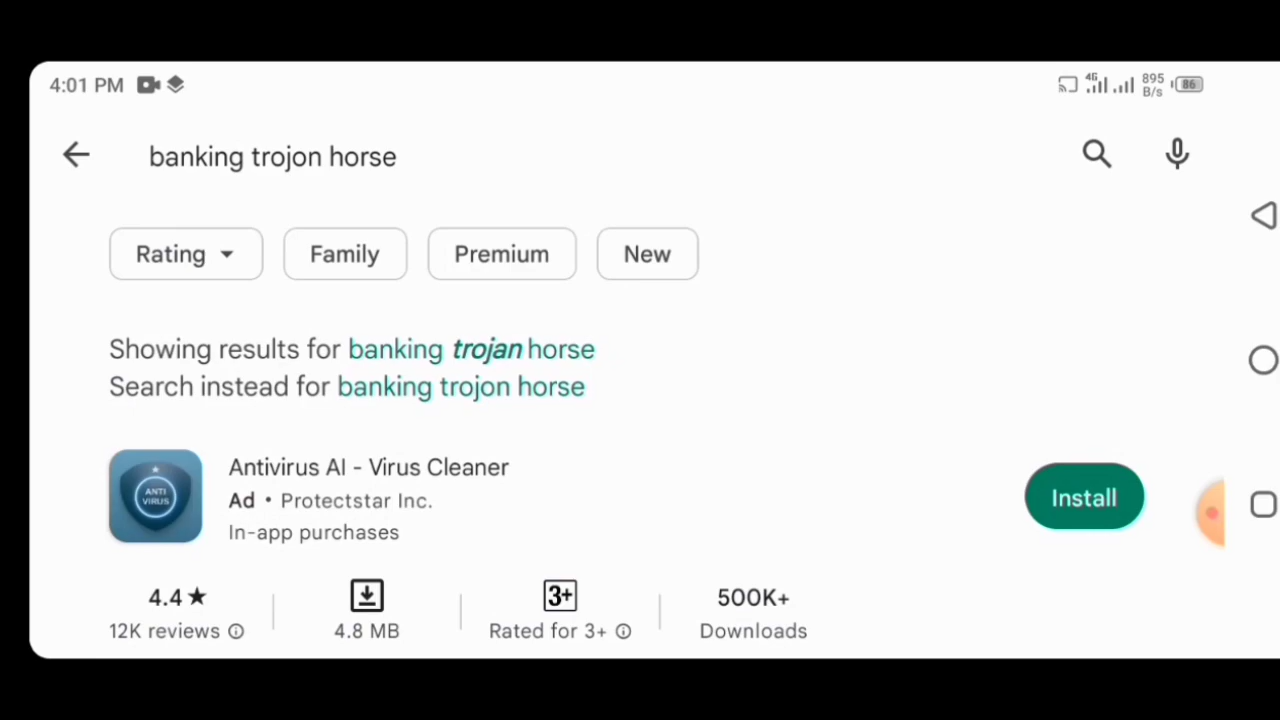 4:01 PM 4G 895 B/s 86
banking trojon horse
Rating Family Premium New
Showing results for banking trojan horse
Search instead for banking trojon horse
ANTI VIRUS
Antivirus AI - Virus Cleaner
Ad • Protectstar Inc.
In-app purchases
Install
4.4★ 3+ 500K+
12K reviews 4.8 MB Rated for 3+ Downloads